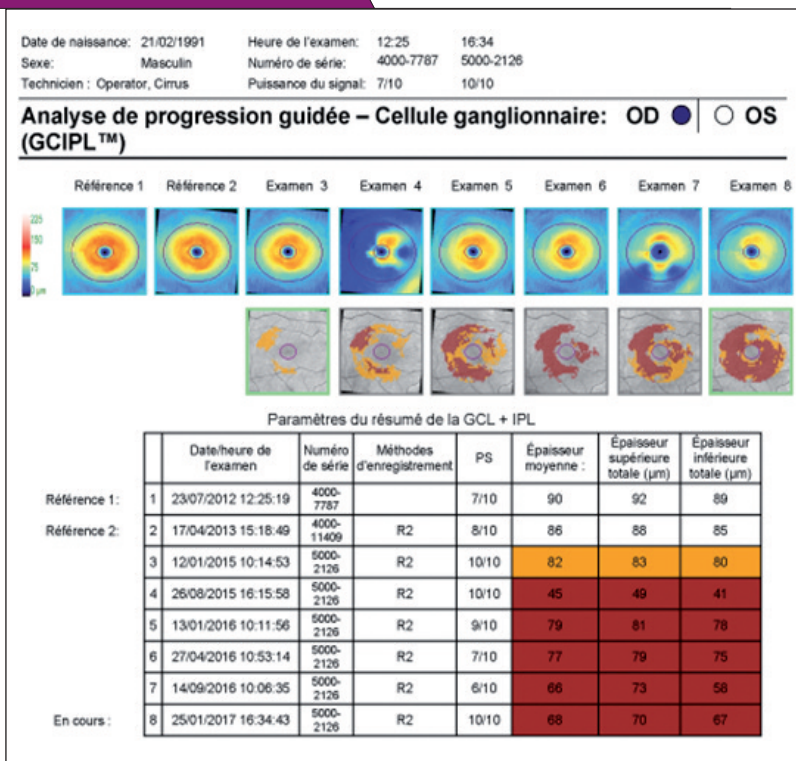 Date de naissance: 21/02/1991 Heure de l'examen: 12:25 16:34
Sexe: Masculin Numéro de série: 4000-7787 5000-2126
Technicien : Operator, Cirrus Puissance du signal: 7/10 10/10
Analyse de progression guidée – Cellule ganglionnaire: OD OS
(GCIPL™)
Référence 1 Référence 2 Examen 3 Examen 4 Examen 5 Examen 6 Examen 7 Examen 8
225
150
75
0 µm
Paramètres du résumé de la GCL + IPL
Date/heure de l'examen Numéro de série Méthodes d'enregistrement PS Épaisseur moyenne : Épaisseur supérieure totale (µm) Épaisseur inférieure totale (µm)
Référence 1: 1 23/07/2012 12:25:19 4000-7787 7/10 90 92 89
Référence 2: 2 17/04/2013 15:18:49 4000-11409 R2 8/10 86 88 85
3 12/01/2015 10:14:53 5000-2126 R2 10/10 82 83 80
4 26/08/2015 16:15:58 5000-2126 R2 10/10 45 49 41
5 13/01/2016 10:11:56 5000-2126 R2 9/10 79 81 78
6 27/04/2016 10:53:14 5000-2126 R2 7/10 77 79 75
7 14/09/2016 10:06:35 5000-2126 R2 6/10 66 73 58
En cours : 8 25/01/2017 16:34:43 5000-2126 R2 10/10 68 70 67